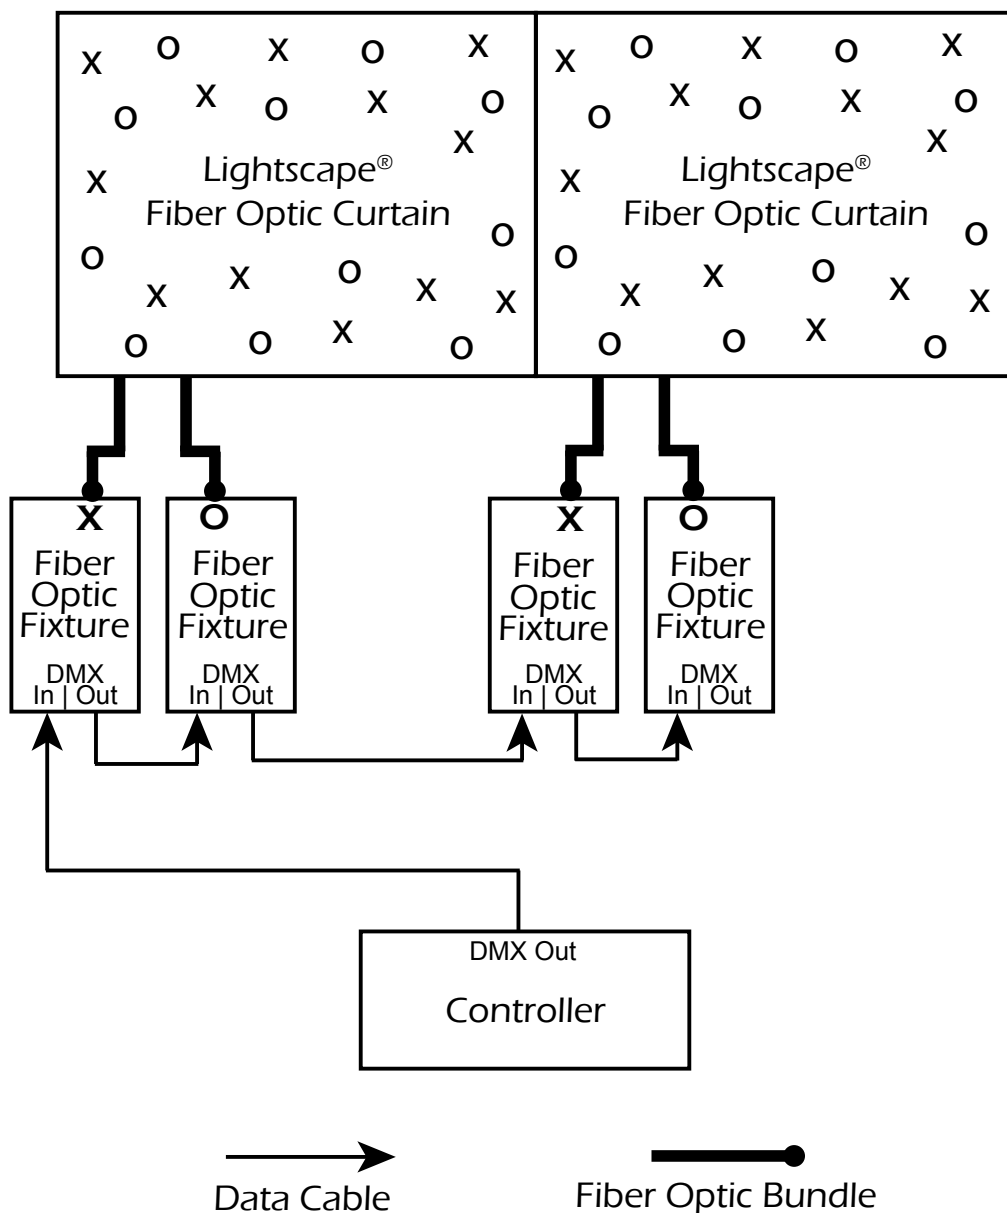 x o x o x x o x o x
o x o x o x o x o x o x
x x
Lightscape® Lightscape®
x x
Fiber Optic Curtain Fiber Optic Curtain
o o
o x x o x x o x x o x x
o o x o o o x o
x o x o
Fiber Fiber Fiber Fiber
Optic Optic Optic Optic
Fixture Fixture Fixture Fixture
DMX DMX DMX DMX
In | Out In | Out In | Out In | Out
DMX Out
Controller
Data Cable Fiber Optic Bundle